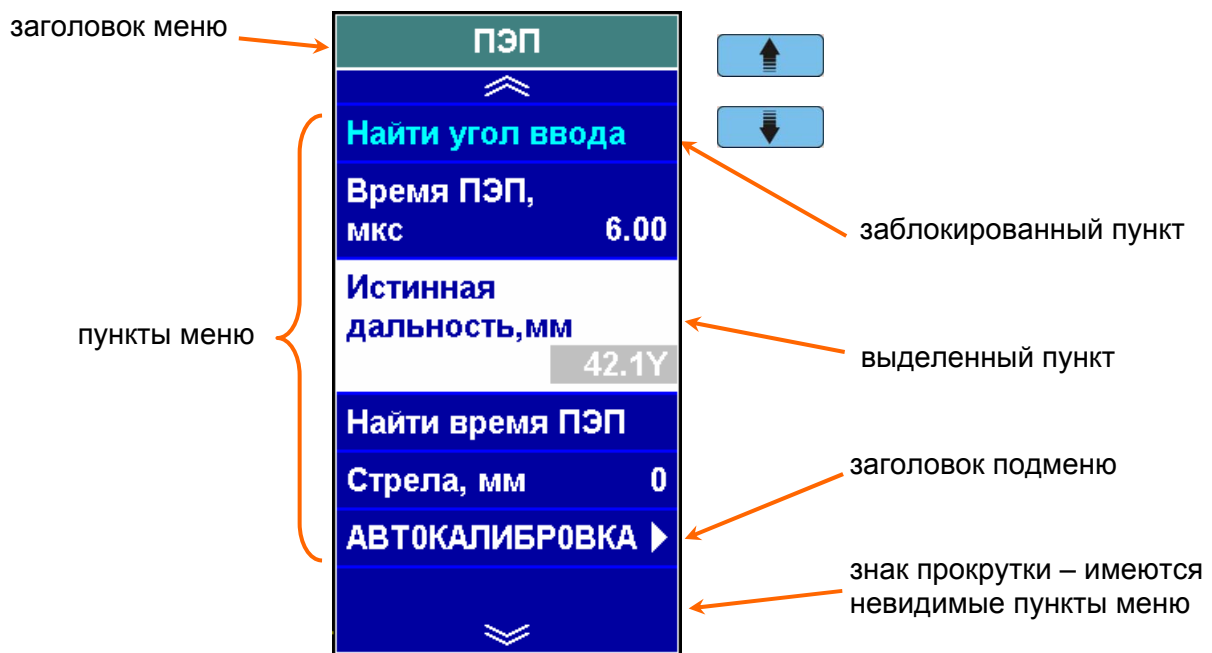 заголовок меню
ПЭП
Найти угол ввода
Время ПЭП,
мкс 6.00
заблокированный пункт
Истинная
дальность,мм
42.1Y
пункты меню
выделенный пункт
Найти время ПЭП
Стрела, мм 0
заголовок подменю
АВТ0КАЛИБР0ВКА
знак прокрутки – имеются
невидимые пункты меню